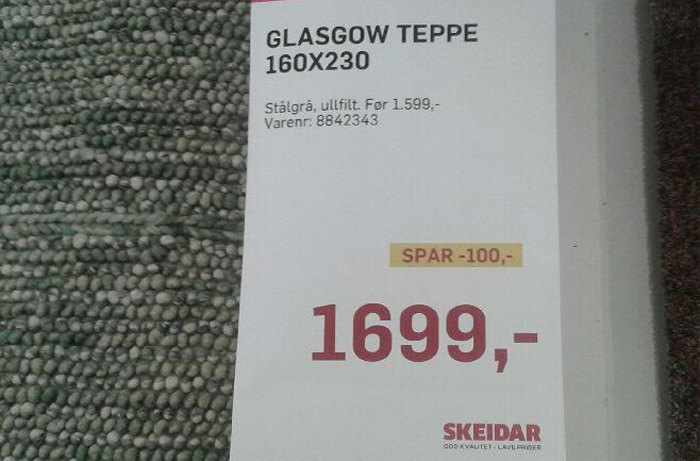 GLASGOW TEPPE
160X230
Stålgrå, ullfilt. Før 1.599,-
Varenr: 8842343
SPAR -100,-
1699,-
SKEIDAR
GOD KVALITET - LAVE PRISER